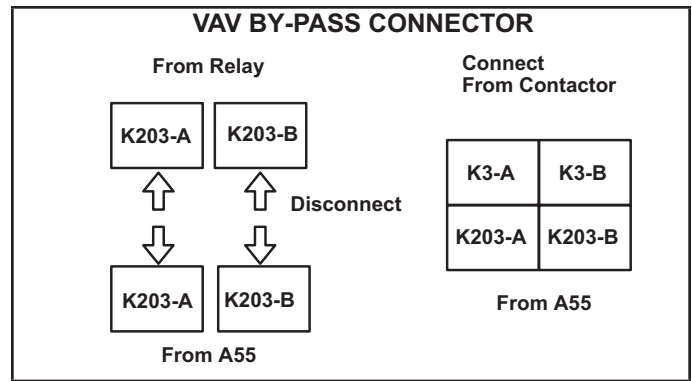 VAV BY-PASS CONNECTOR
From Relay
K203-A K203-B
Disconnect
K203-A K203-B
From A55
Connect
From Contactor
K3-A K3-B
K203-A K203-B
From A55